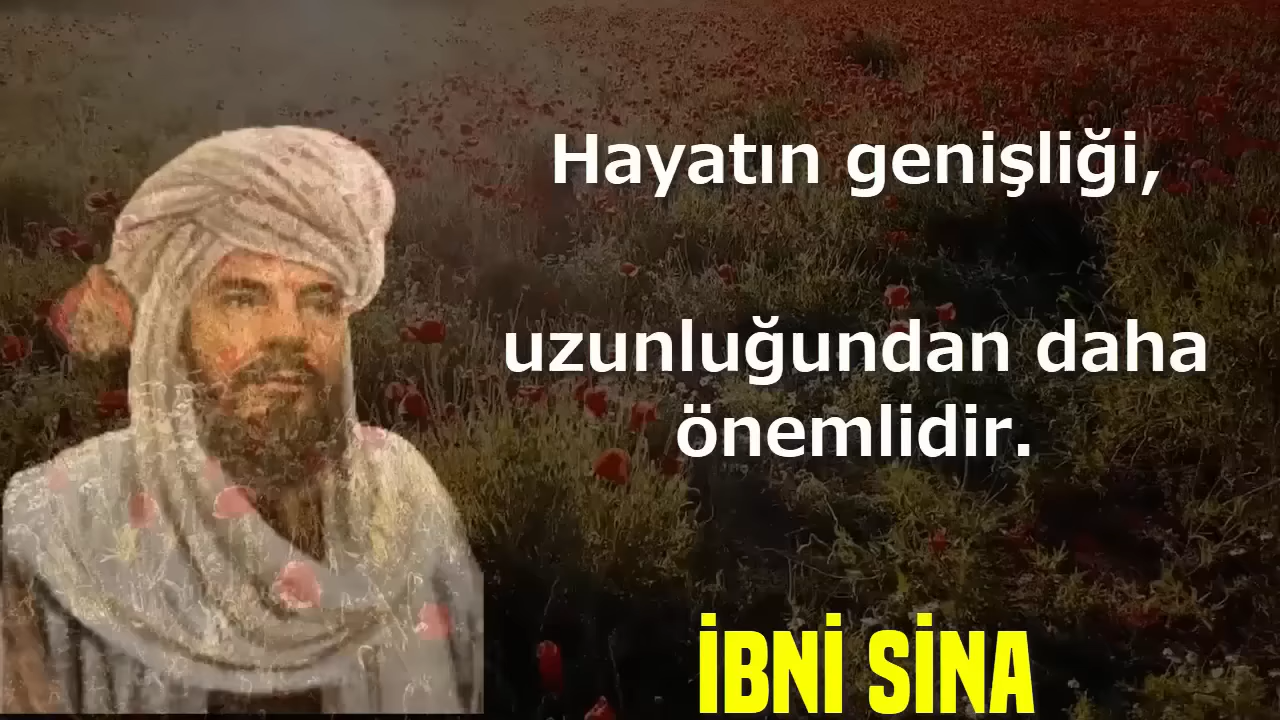 Hayatın genişliği,
uzunluğundan daha
önemlidir.
İBNİ SİNA